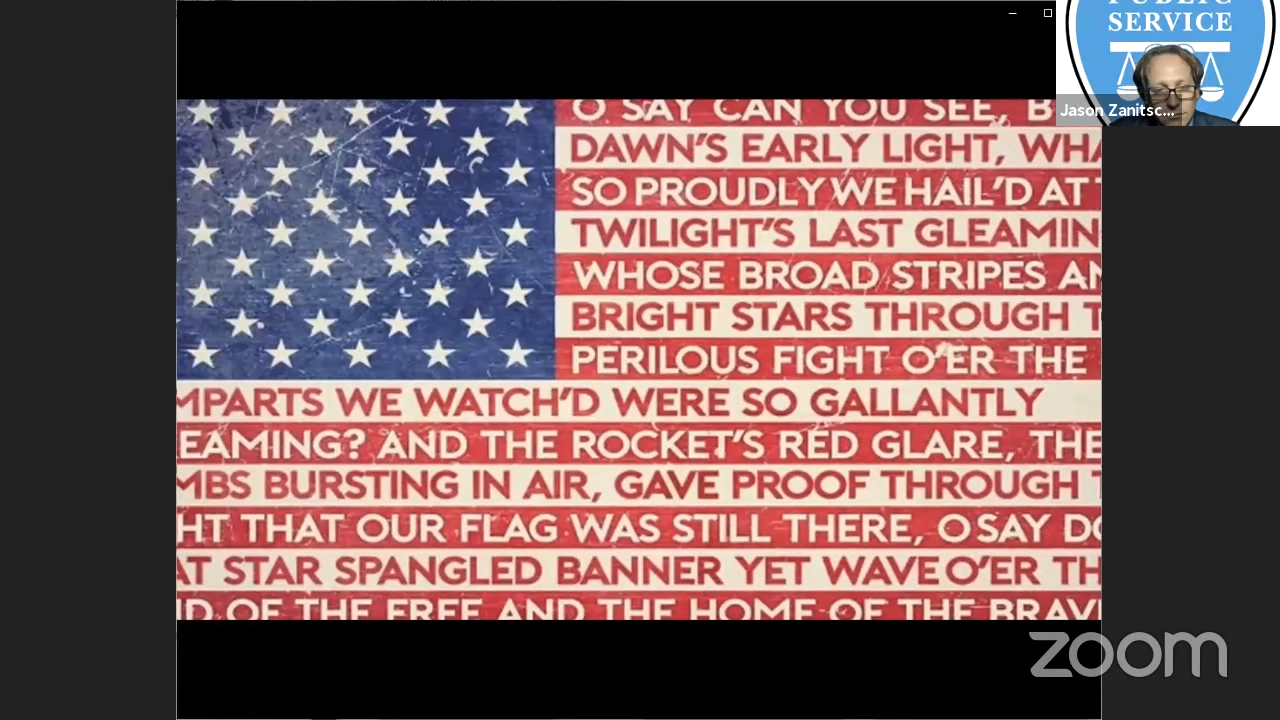 PUBLIC
SERVICE
Jason Zanitsc...
O SAY CAN YOU SEE, B
DAWN'S EARLY LIGHT, WHA
SO PROUDLY WE HAIL'D AT T
TWILIGHT'S LAST GLEAMIN
WHOSE BROAD STRIPES AN
BRIGHT STARS THROUGH T
PERILOUS FIGHT O'ER THE
MPARTS WE WATCH'D WERE SO GALLANTLY
EAMING? AND THE ROCKET'S RED GLARE, THE
MBS BURSTING IN AIR, GAVE PROOF THROUGH T
HT THAT OUR FLAG WAS STILL THERE, O SAY DO
AT STAR SPANGLED BANNER YET WAVE O'ER TH
D OF THE FREE AND THE HOME OF THE BRAVE
zoom